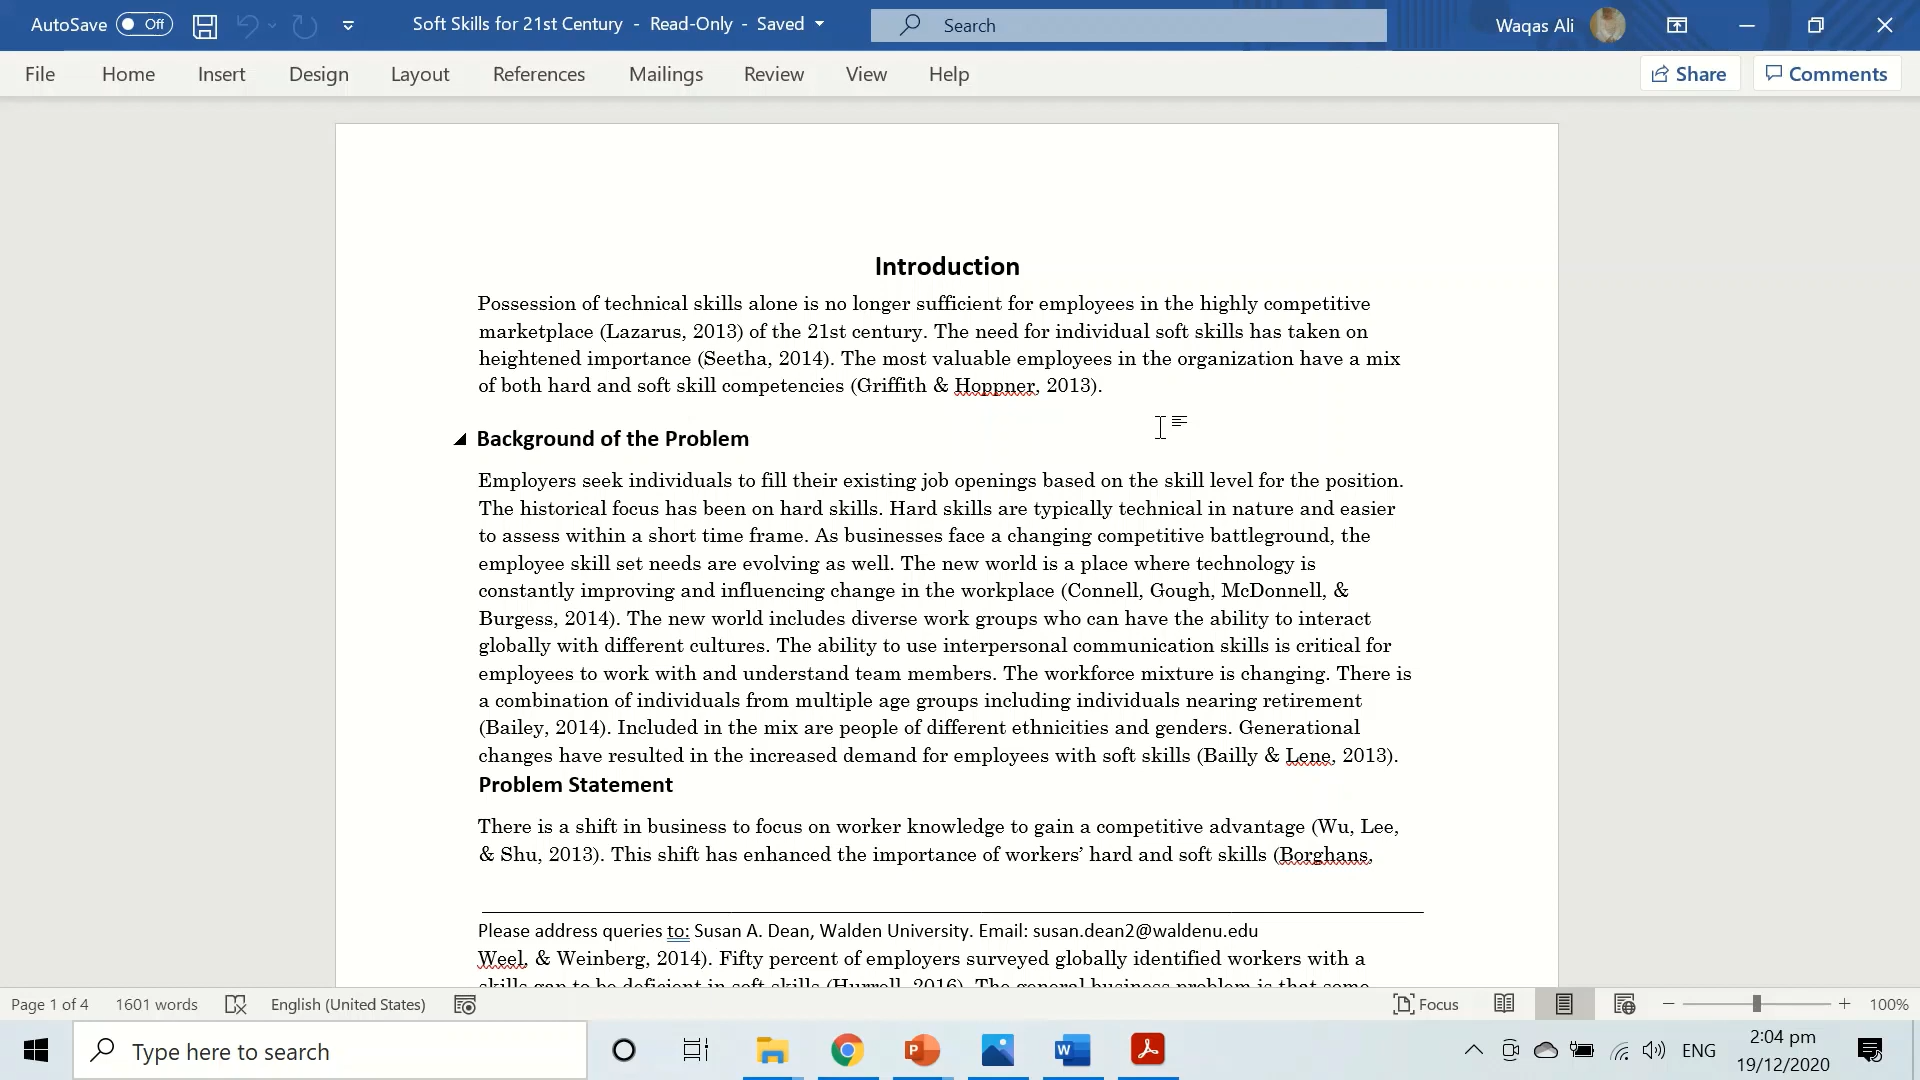 AutoSave Off Soft Skills for 21st Century - Read-Only - Saved Search Waqas Ali
File Home Insert Design Layout References Mailings Review View Help Share Comments
Introduction
Possession of technical skills alone is no longer sufficient for employees in the highly competitive
marketplace (Lazarus, 2013) of the 21st century. The need for individual soft skills has taken on
heightened importance (Seetha, 2014). The most valuable employees in the organization have a mix
of both hard and soft skill competencies (Griffith & Hoppner, 2013).
Background of the Problem
Employers seek individuals to fill their existing job openings based on the skill level for the position.
The historical focus has been on hard skills. Hard skills are typically technical in nature and easier
to assess within a short time frame. As businesses face a changing competitive battleground, the
employee skill set needs are evolving as well. The new world is a place where technology is
constantly improving and influencing change in the workplace (Connell, Gough, McDonnell, &
Burgess, 2014). The new world includes diverse work groups who can have the ability to interact
globally with different cultures. The ability to use interpersonal communication skills is critical for
employees to work with and understand team members. The workforce mixture is changing. There is
a combination of individuals from multiple age groups including individuals nearing retirement
(Bailey, 2014). Included in the mix are people of different ethnicities and genders. Generational
changes have resulted in the increased demand for employees with soft skills (Bailly & Lene, 2013).
Problem Statement
There is a shift in business to focus on worker knowledge to gain a competitive advantage (Wu, Lee,
& Shu, 2013). This shift has enhanced the importance of workers' hard and soft skills (Borghans,
Please address queries to: Susan A. Dean, Walden University. Email: susan.dean2@waldenu.edu
Weel, & Weinberg, 2014). Fifty percent of employers surveyed globally identified workers with a
skills gap to be deficient in soft skills (Hurrell, 2016). The general business problem is that some
Page 1 of 4 1601 words English (United States) Focus 100%
Type here to search ENG 2:04 pm
19/12/2020